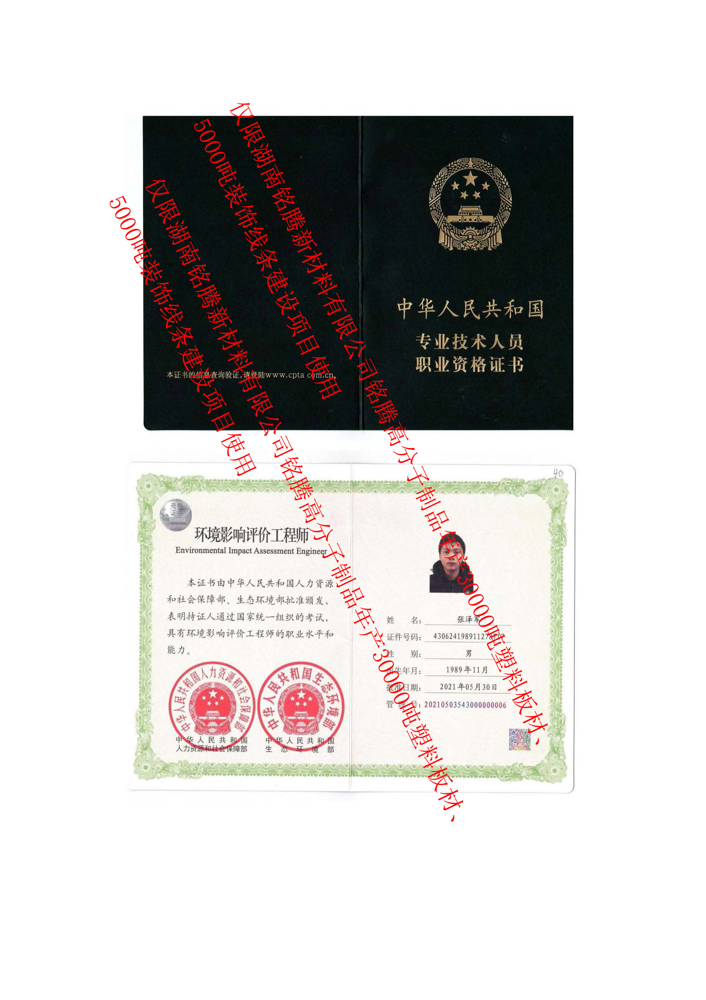 中华人民共和国
专业技术人员
职业资格证书
本证书的信息查询验证,请登陆www.cpta.com.cn。
仅限湖南铭腾新材料有限公司铭腾高分子制品年产30000吨塑料板材、
5000吨装饰线条建设项目使用
仅限湖南铭腾新材料有限公司铭腾高分子制品年产30000吨塑料板材、
5000吨装饰线条建设项目使用
40
资格
证书
环境影响评价工程师
Environmental Impact Assessment Engineer
本证书由中华人民共和国人力资源
和社会保障部、生态环境部批准颁发,
表明持证人通过国家统一组织的考试,
具有环境影响评价工程师的职业水平和
能力。
中华人民共和国人力资源和社会保障部
中华人民共和国生态环境部
中华人民共和国
人力资源和社会保障部
中华人民共和国
生态环境部
姓名: 张泽军
证件号码:
性别: 男
出生年月: 1989年11月
批准日期: 2021年05月30日
管理号: 20210503543000000006